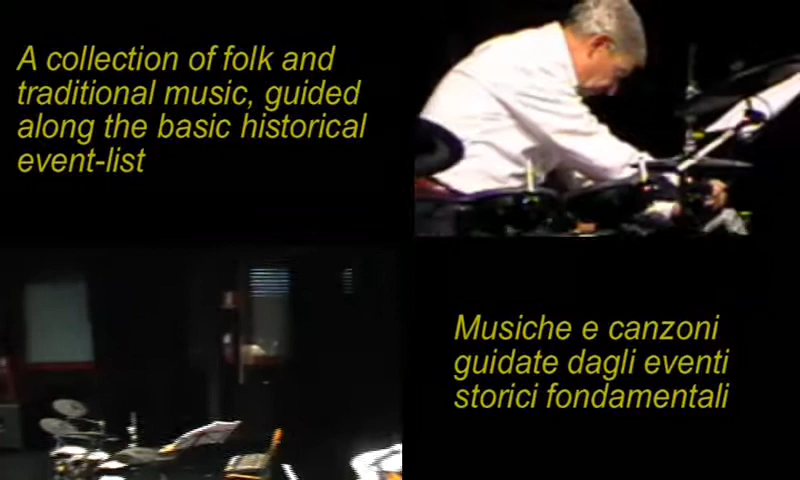 A collection of folk and
traditional music, guided
along the basic historical
event-list
Musiche e canzoni
guidate dagli eventi
storici fondamentali